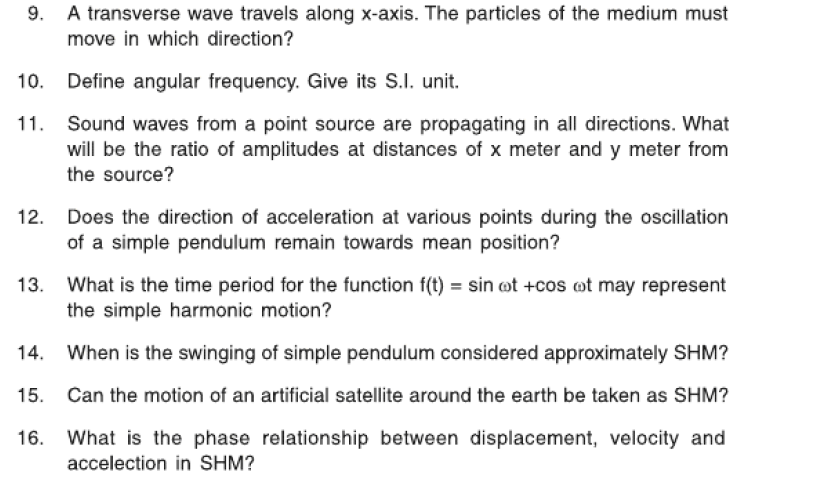 9. A transverse wave travels along x-axis. The particles of the medium must
move in which direction?
10. Define angular frequency. Give its S.I. unit.
11. Sound waves from a point source are propagating in all directions. What
will be the ratio of amplitudes at distances of x meter and y meter from
the source?
12. Does the direction of acceleration at various points during the oscillation
of a simple pendulum remain towards mean position?
13. What is the time period for the function f(t) = sin ωt +cos ωt may represent
the simple harmonic motion?
14. When is the swinging of simple pendulum considered approximately SHM?
15. Can the motion of an artificial satellite around the earth be taken as SHM?
16. What is the phase relationship between displacement, velocity and
accelection in SHM?